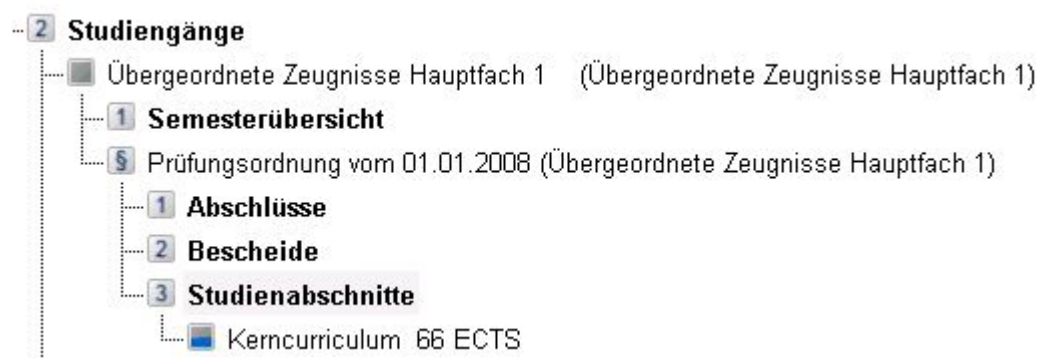 2 Studiengänge
Übergeordnete Zeugnisse Hauptfach 1 (Übergeordnete Zeugnisse Hauptfach 1)
1 Semesterübersicht
§ Prüfungsordnung vom 01.01.2008 (Übergeordnete Zeugnisse Hauptfach 1)
1 Abschlüsse
2 Bescheide
3 Studienabschnitte
Kerncurriculum 66 ECTS